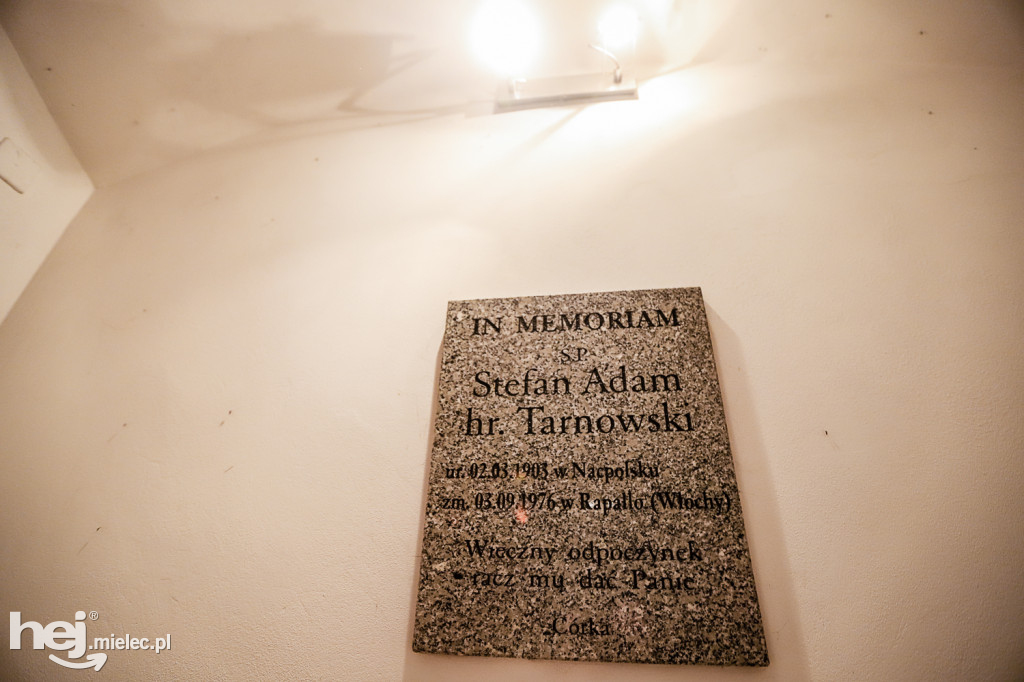 IN MEMORIAM
S.P.
Stefan Adam
hr. Tarnowski
ur. 02.03.1903 w Nacpolsku
zm. 03.09.1976 w Rapallo (Włochy)
Wieczny odpoczynek
racz mu dać Panie
Córka
hej.mielec.pl